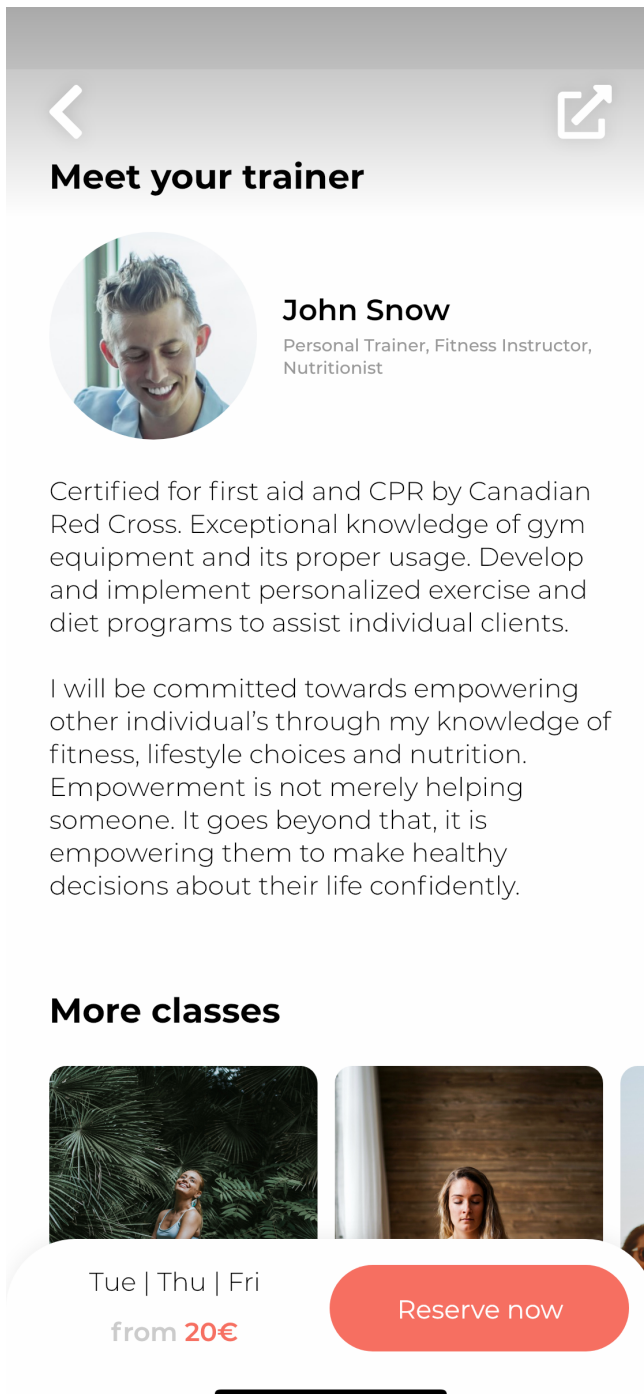 Meet your trainer
John Snow
Personal Trainer, Fitness Instructor,
Nutritionist
Certified for first aid and CPR by Canadian
Red Cross. Exceptional knowledge of gym
equipment and its proper usage. Develop
and implement personalized exercise and
diet programs to assist individual clients.
I will be committed towards empowering
other individual’s through my knowledge of
fitness, lifestyle choices and nutrition.
Empowerment is not merely helping
someone. It goes beyond that, it is
empowering them to make healthy
decisions about their life confidently.
More classes
Tue | Thu | Fri
from 20€
Reserve now